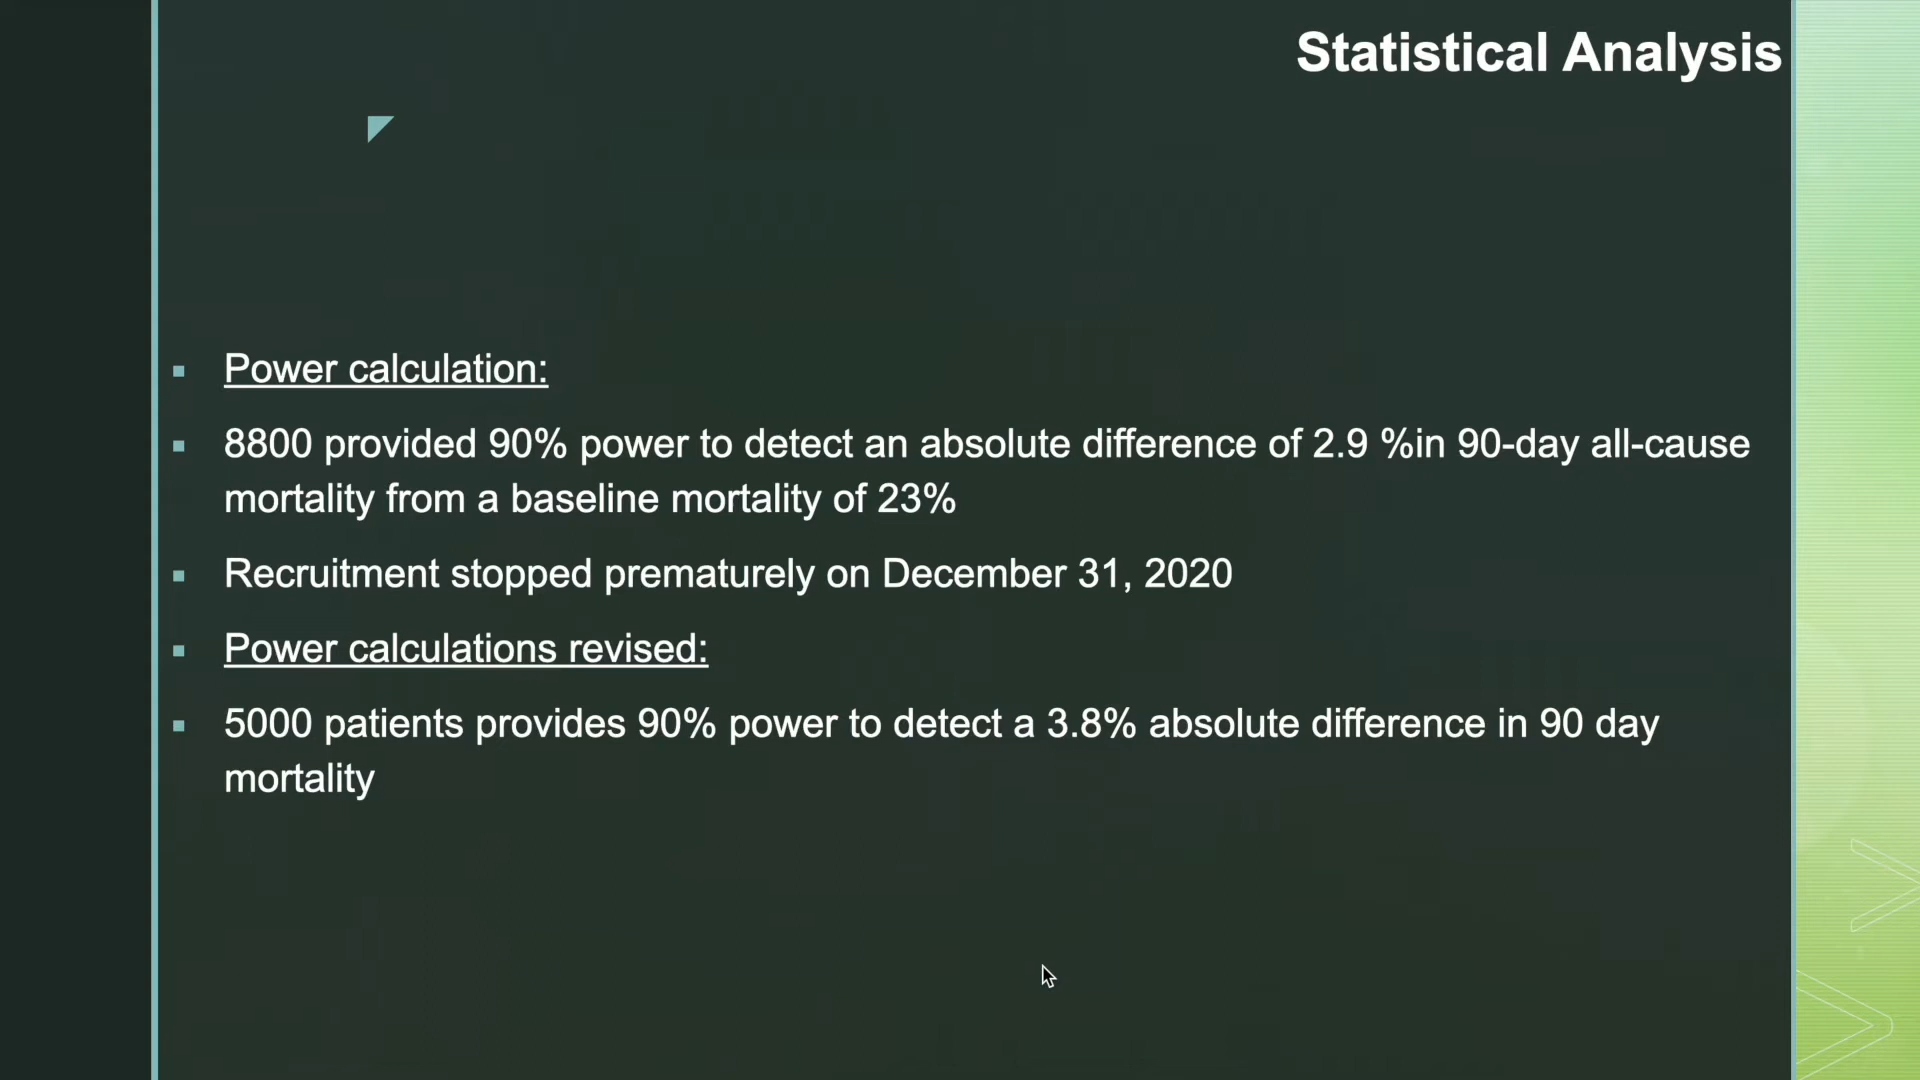 Statistical Analysis
Power calculation:
8800 provided 90% power to detect an absolute difference of 2.9 %in 90-day all-cause
mortality from a baseline mortality of 23%
Recruitment stopped prematurely on December 31, 2020
Power calculations revised:
5000 patients provides 90% power to detect a 3.8% absolute difference in 90 day
mortality